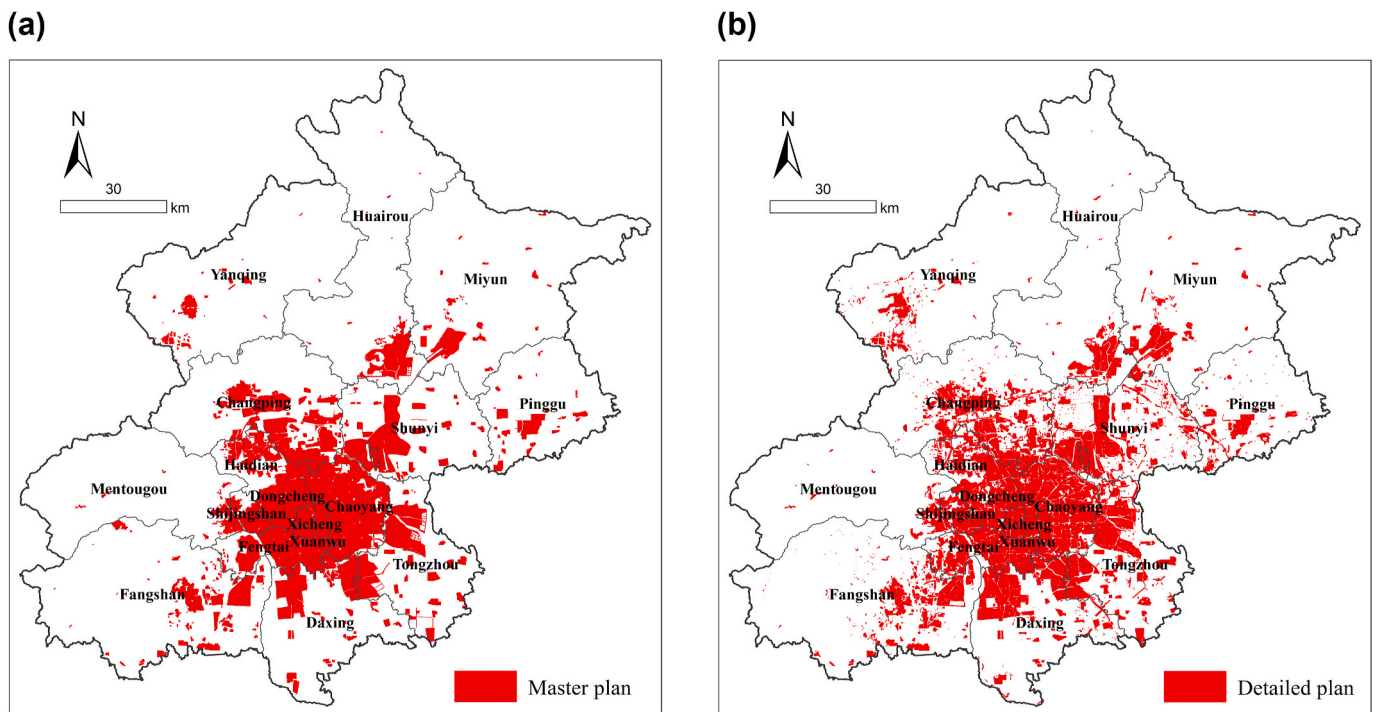 (a)
N
30
km
Huairou
Yanqing
Miyun
Changping
Pinggu
Shunyi
Haidian
Mentougou
Dongcheng
Chaoyang
Shijingshan
Xicheng
Fengtai
Xuanwu
Tongzhou
Fangshan
Daxing
Master plan
(b)
N
30
km
Huairou
Yanqing
Miyun
Changping
Pinggu
Shunyi
Haidian
Mentougou
Dongcheng
Chaoyang
Shijingshan
Xicheng
Fengtai
Xuanwu
Tongzhou
Fangshan
Daxing
Detailed plan